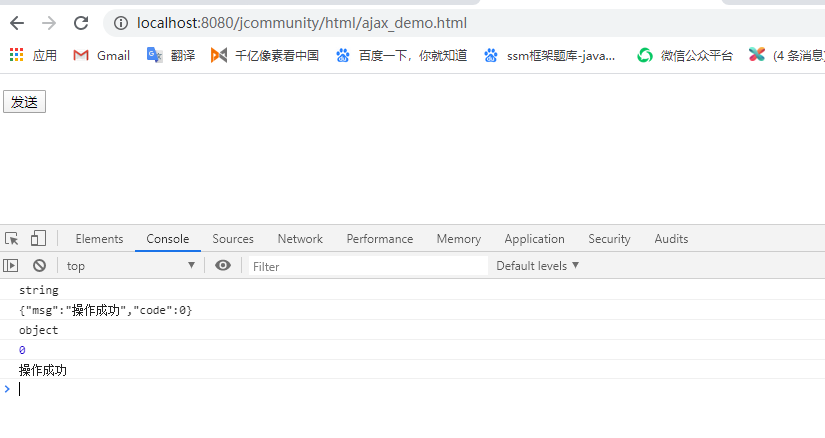 localhost:8080/jcommunity/html/ajax_demo.html
应用 Gmail 翻译 千亿像素看中国 百度一下，你就知道 ssm框架题库-java... 微信公众平台 (4 条消息)
发送
Elements Console Sources Network Performance Memory Application Security Audits
top Filter Default levels
string
{"msg":"操作成功","code":0}
object
0
操作成功